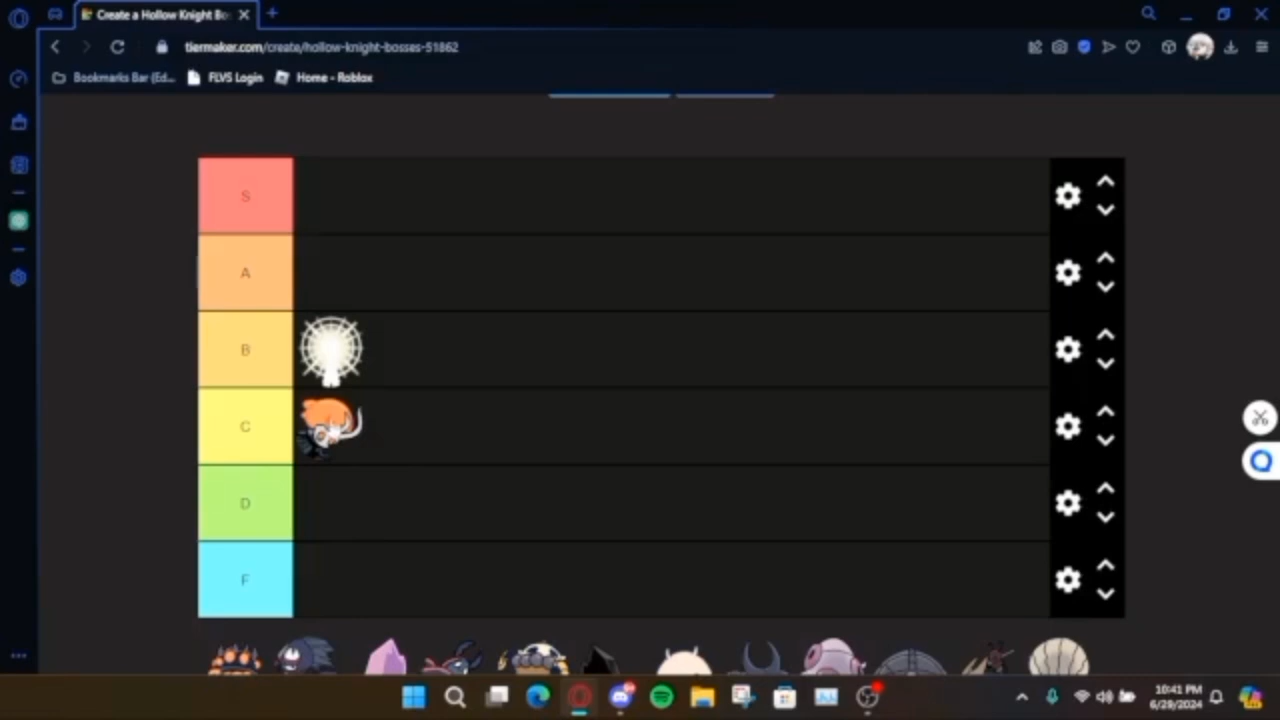 Create a Hollow Knight Bo
tiermaker.com/create/hollow-knight-bosses-51862
Bookmarks Bar (Ed... FLVS Login Home - Roblox
S
A
B
C
D
F
10:41 PM
6/29/2024